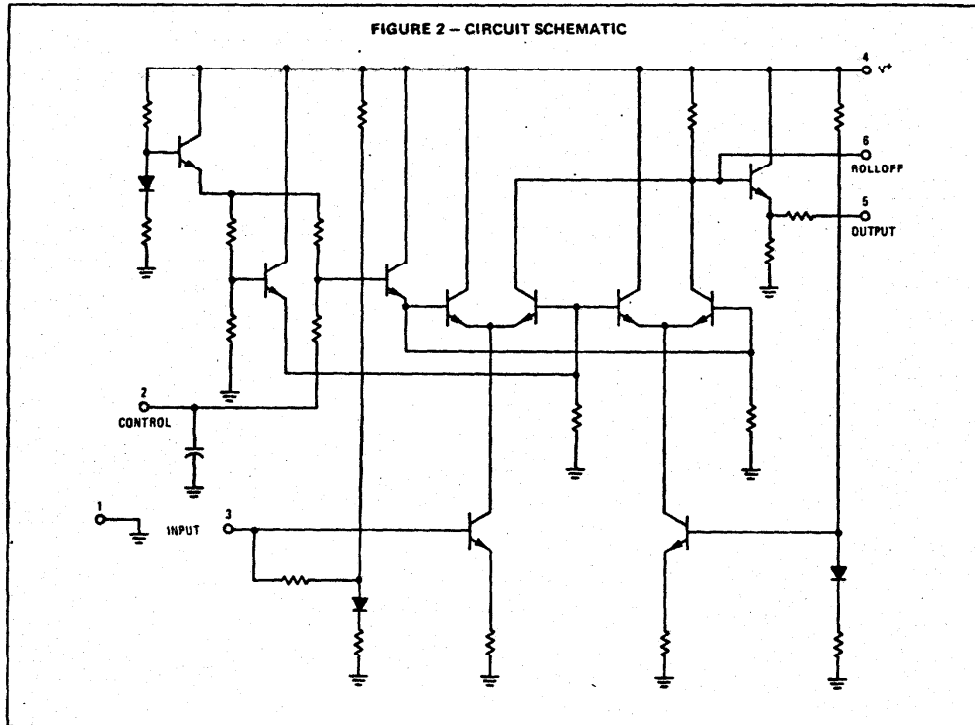 FIGURE 2 – CIRCUIT SCHEMATIC
4
V+
6
ROLLOFF
5
OUTPUT
2
CONTROL
1
INPUT
3